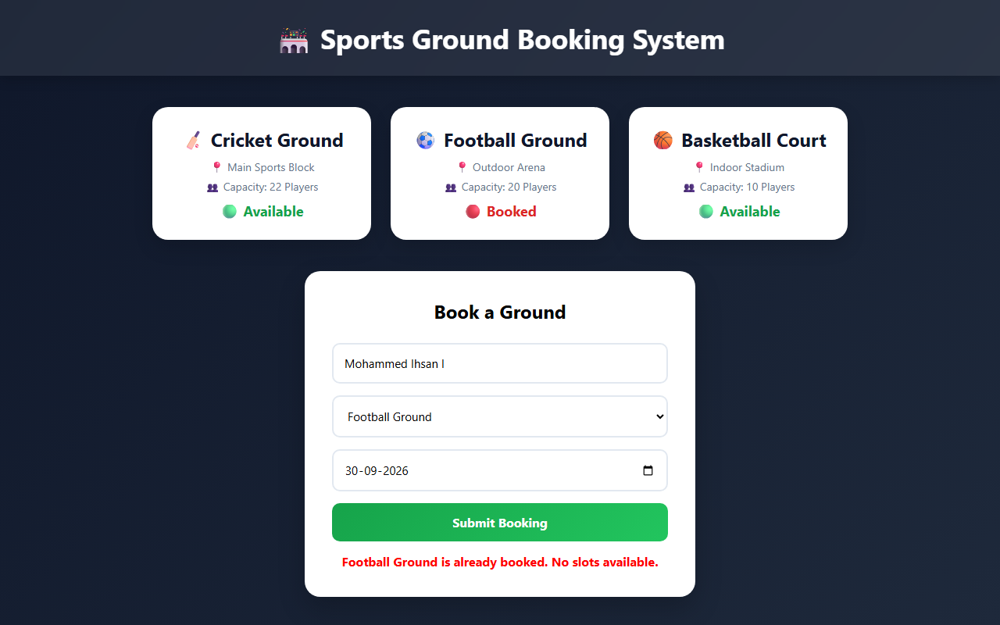 Sports Ground Booking System
Cricket Ground
Main Sports Block
Capacity: 22 Players
Available
Football Ground
Outdoor Arena
Capacity: 20 Players
Booked
Basketball Court
Indoor Stadium
Capacity: 10 Players
Available
Book a Ground
Mohammed Ihsan I
Football Ground
30-09-2026
Submit Booking
Football Ground is already booked. No slots available.